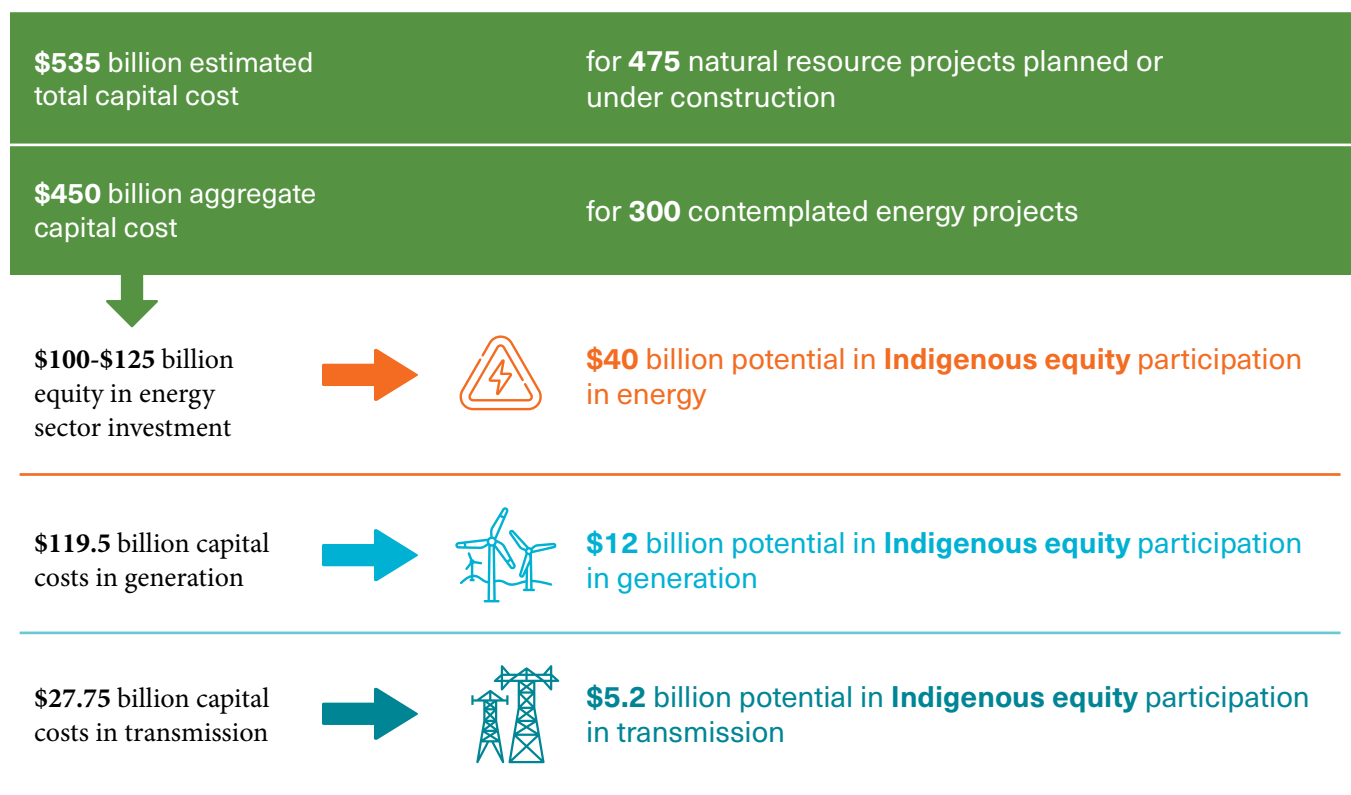 $535 billion estimated
total capital cost
for 475 natural resource projects planned or
under construction
$450 billion aggregate
capital cost
for 300 contemplated energy projects
$100-$125 billion
equity in energy
sector investment
$40 billion potential in Indigenous equity participation
in energy
$119.5 billion capital
costs in generation
$12 billion potential in Indigenous equity participation
in generation
$27.75 billion capital
costs in transmission
$5.2 billion potential in Indigenous equity participation
in transmission